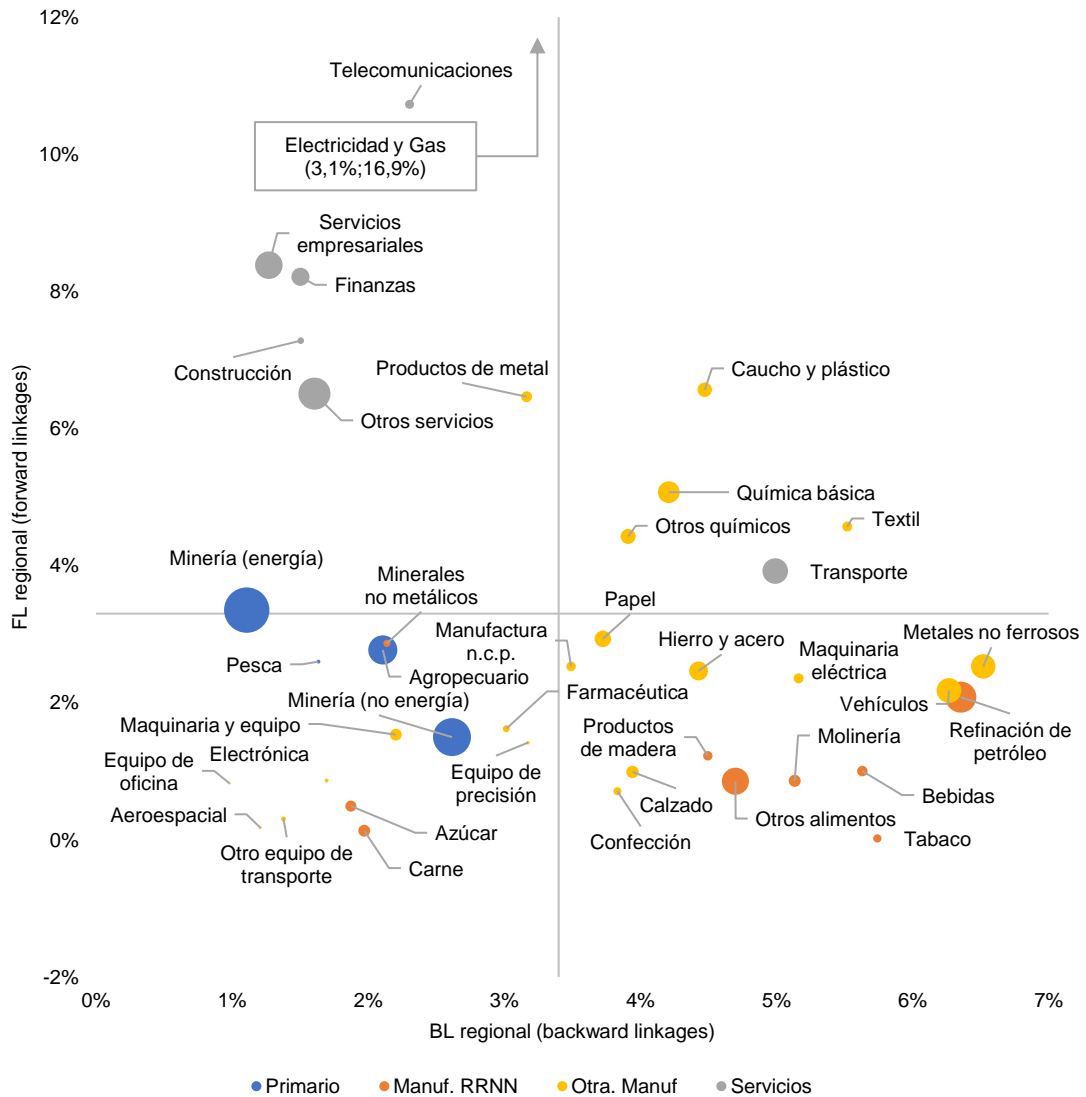 12%
10%
8%
6%
4%
2%
0%
-2%
FL regional (forward linkages)
Telecomunicaciones
Electricidad y Gas
(3,1%;16,9%)
Servicios
empresariales
Finanzas
Construcción
Productos de metal
Otros servicios
Caucho y plástico
Química básica
Otros químicos
Textil
Transporte
Minería (energía)
Minerales
no metálicos
Papel
Manufactura
n.c.p.
Hierro y acero
Metales no ferrosos
Maquinaria
eléctrica
Pesca
Agropecuario
Minería (no energía)
Farmacéutica
Vehículos
Refinación de
petróleo
Maquinaria y equipo
Productos
de madera
Molinería
Electrónica
Equipo de
oficina
Equipo de
precisión
Calzado
Bebidas
Aeroespacial
Azúcar
Otros alimentos
Confección
Tabaco
Otro equipo de
transporte
Carne
0%
1%
2%
3%
4%
5%
6%
7%
BL regional (backward linkages)
Primario
Manuf. RRNN
Otra. Manuf
Servicios